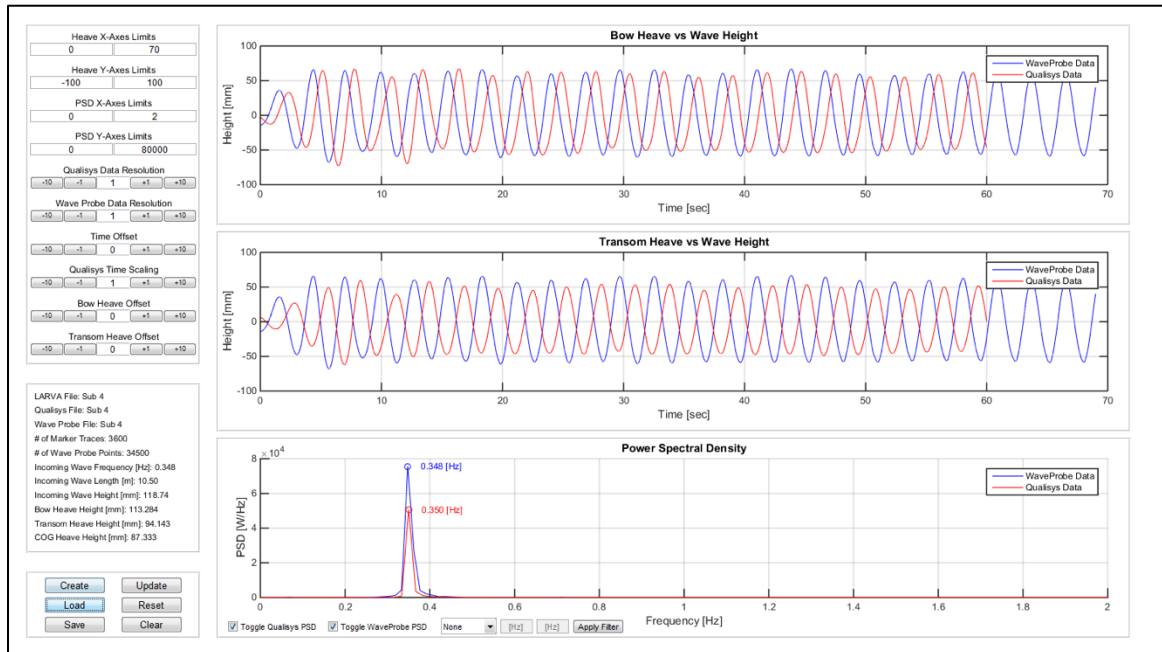 Heave X-Axes Limits
0 70
Heave Y-Axes Limits
-100 100
PSD X-Axes Limits
0 2
PSD Y-Axes Limits
0 80000
Qualisys Data Resolution
-10 -1 1 +1 +10
Wave Probe Data Resolution
-10 -1 1 +1 +10
Time Offset
-10 -1 0 +1 +10
Qualisys Time Scaling
-10 -1 1 +1 +10
Bow Heave Offset
-10 -1 0 +1 +10
Transom Heave Offset
-10 -1 0 +1 +10
LARVA File: Sub 4
Qualisys File: Sub 4
Wave Probe File: Sub 4
# of Marker Traces: 3600
# of Wave Probe Points: 34500
Incoming Wave Frequency [Hz]: 0.348
Incoming Wave Length [m]: 10.50
Incoming Wave Height [mm]: 118.74
Bow Heave Height [mm]: 113.284
Transom Heave Height [mm]: 94.143
COG Heave Height [mm]: 87.333
Create Update
Load Reset
Save Clear
Bow Heave vs Wave Height
WaveProbe Data
Qualisys Data
Height [mm]
100
50
0
-50
-100
0 10 20 30 40 50 60 70
Time [sec]
Transom Heave vs Wave Height
WaveProbe Data
Qualisys Data
Height [mm]
100
50
0
-50
-100
0 10 20 30 40 50 60 70
Time [sec]
Power Spectral Density
×10⁴
WaveProbe Data
Qualisys Data
0.348 [Hz]
0.350 [Hz]
PSD [W/Hz]
8
6
4
2
0
0 0.2 0.4 0.6 0.8 1 1.2 1.4 1.6 1.8 2
Frequency [Hz]
Toggle Qualisys PSD Toggle WaveProbe PSD None [Hz] [Hz] Apply Filter